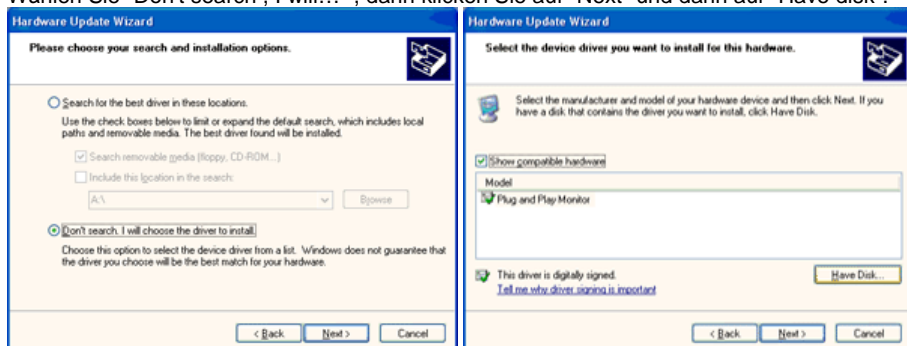 Wählen Sie "Don't search , I will… ", dann klicken Sie auf "Next" und dann auf "Have disk".
Hardware Update Wizard
Please choose your search and installation options.
Search for the best driver in these locations.
Use the check boxes below to limit or expand the default search, which includes local
paths and removable media. The best driver found will be installed.
Search removable media (floppy, CD-ROM...)
Include this location in the search:
A:\
Browse
Don't search. I will choose the driver to install.
Choose this option to select the device driver from a list. Windows does not guarantee that
the driver you choose will be the best match for your hardware.
< Back
Next >
Cancel
Hardware Update Wizard
Select the device driver you want to install for this hardware.
Select the manufacturer and model of your hardware device and then click Next. If you
have a disk that contains the driver you want to install, click Have Disk.
Show compatible hardware
Model
Plug and Play Monitor
This driver is digitally signed.
Tell me why driver signing is important
Have Disk...
< Back
Next >
Cancel